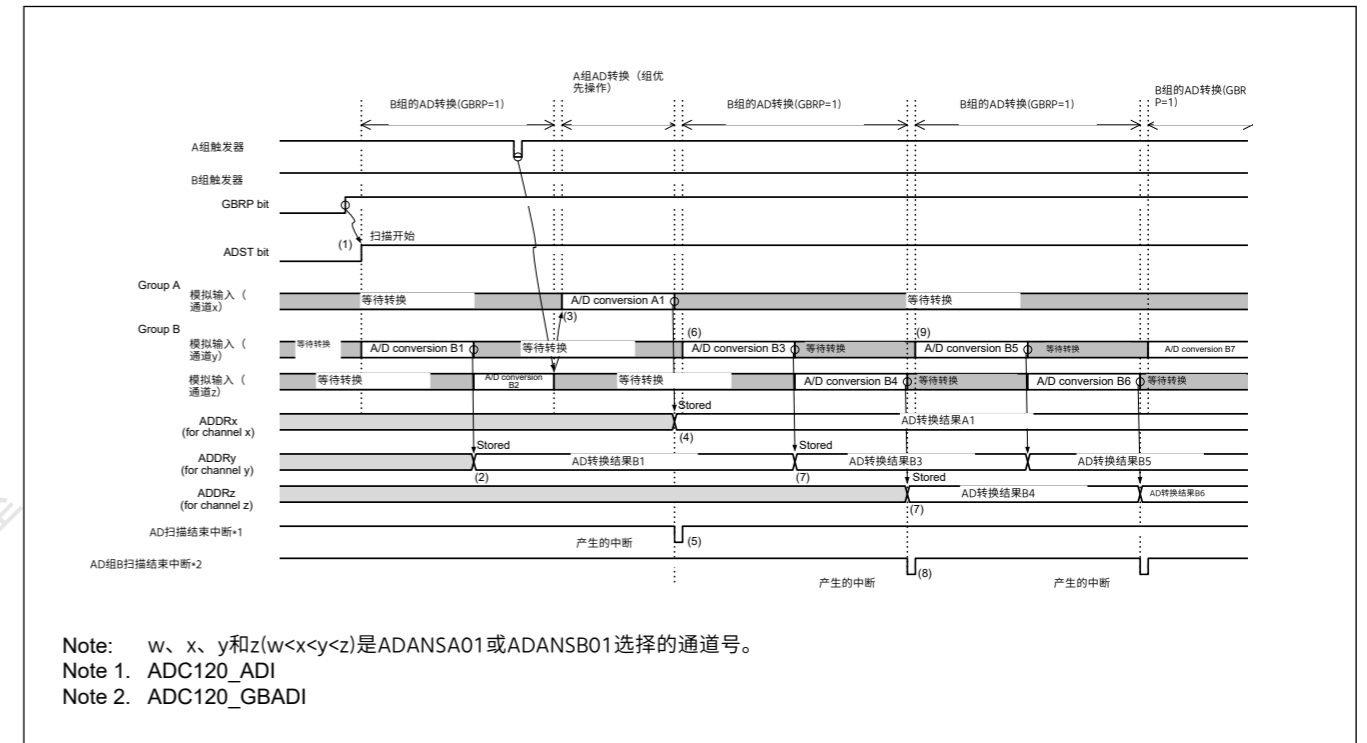 A组AD转换（组优
先操作）
B组的AD转换(GBRP=1)
B组的AD转换(GBRP=1)
B组的AD转换(GBRP=1)
B组的AD转换(GBR
P=1)
A组触发器
B组触发器
GBRP bit
(1)
扫描开始
ADST bit
Group A
模拟输入（
通道x）
等待转换
A/D conversion A1
等待转换
(3)
Group B
(6)
(9)
模拟输入（
通道y）
等待转换
A/D conversion B1
等待转换
A/D conversion B3
等待转换
A/D conversion B5
等待转换
A/D conversion B7
模拟输入（
通道z）
等待转换
A/D conversion
B2
等待转换
A/D conversion B4
等待转换
A/D conversion B6
等待转换
Stored
ADDRx
(for channel x)
AD转换结果A1
(4)
Stored
Stored
ADDRy
(for channel y)
AD转换结果B1
AD转换结果B3
AD转换结果B5
(2)
(7)
Stored
ADDRz
(for channel z)
AD转换结果B4
AD转换结果B6
(7)
AD扫描结束中断*1
产生的中断
(5)
AD组B扫描结束中断*2
产生的中断
(8)
产生的中断
Note: w、x、y和z(w<x<y<z)是ADANSA01或ADANSB01选择的通道号。
Note 1. ADC120_ADI
Note 2. ADC120_GBADI